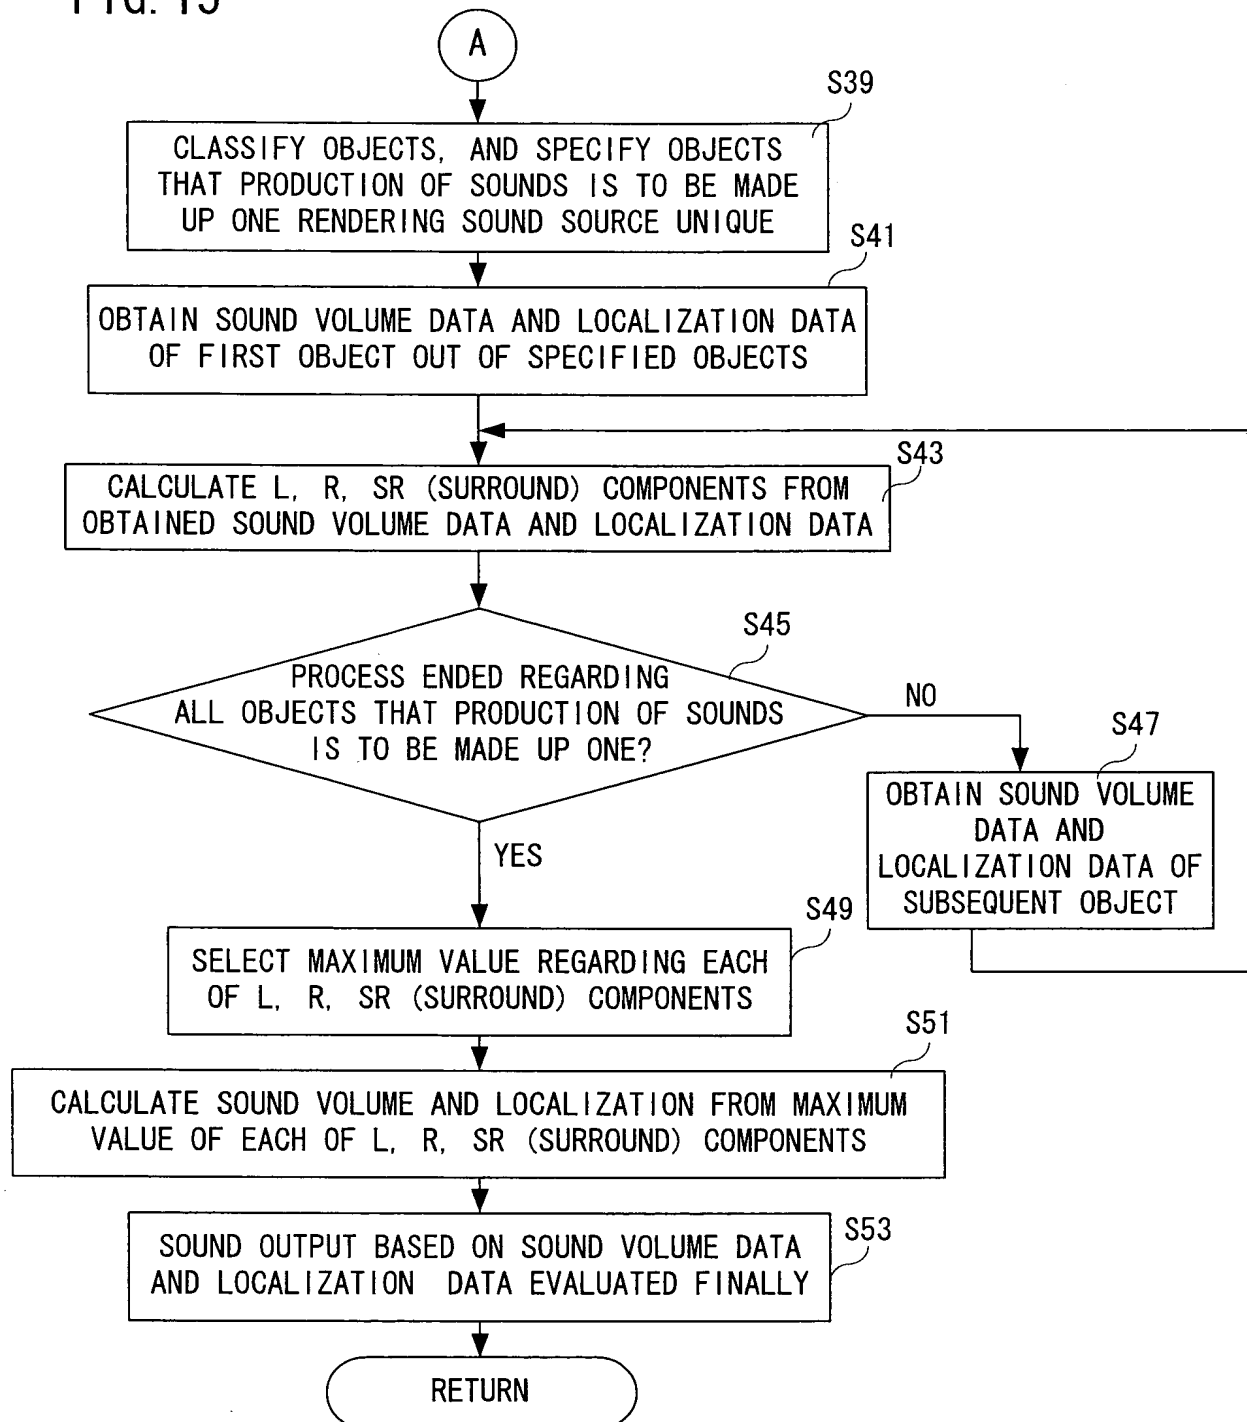 FIG. 15
A
S39
CLASSIFY OBJECTS, AND SPECIFY OBJECTS
THAT PRODUCTION OF SOUNDS IS TO BE MADE
UP ONE RENDERING SOUND SOURCE UNIQUE
S41
OBTAIN SOUND VOLUME DATA AND LOCALIZATION DATA
OF FIRST OBJECT OUT OF SPECIFIED OBJECTS
S43
CALCULATE L, R, SR (SURROUND) COMPONENTS FROM
OBTAINED SOUND VOLUME DATA AND LOCALIZATION DATA
S45
PROCESS ENDED REGARDING
ALL OBJECTS THAT PRODUCTION OF SOUNDS
IS TO BE MADE UP ONE?
NO
S47
OBTAIN SOUND VOLUME
DATA AND
LOCALIZATION DATA OF
SUBSEQUENT OBJECT
YES
S49
SELECT MAXIMUM VALUE REGARDING EACH
OF L, R, SR (SURROUND) COMPONENTS
S51
CALCULATE SOUND VOLUME AND LOCALIZATION FROM MAXIMUM
VALUE OF EACH OF L, R, SR (SURROUND) COMPONENTS
S53
SOUND OUTPUT BASED ON SOUND VOLUME DATA
AND LOCALIZATION DATA EVALUATED FINALLY
RETURN